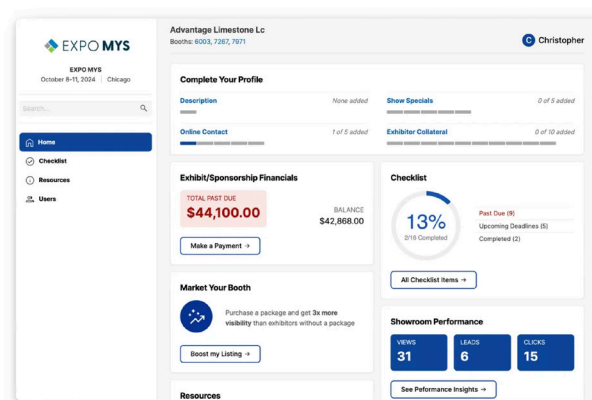 EXPO MYS
EXPO MYS
October 8-11, 2024 | Chicago
Search...
Home
Checklist
Resources
Users
Advantage Limestone Lc
Booths: 6003, 7267, 7971
C Christopher
Complete Your Profile
Description None added
Show Specials 0 of 5 added
Online Contact 1 of 5 added
Exhibitor Collateral 0 of 10 added
Exhibit/Sponsorship Financials
TOTAL PAST DUE
$44,100.00
BALANCE
$42,868.00
Make a Payment →
Checklist
13%
2/16 Completed
Past Due (9)
Upcoming Deadlines (5)
Completed (2)
All Checklist Items →
Market Your Booth
Purchase a package and get 3x more
visibility than exhibitors without a package
Boost my Listing →
Showroom Performance
VIEWS
31
LEADS
6
CLICKS
15
See Peformance Insights →
Resources